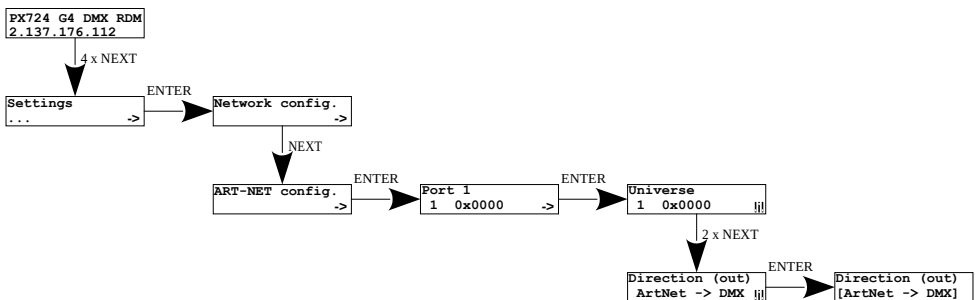 PX724 G4 DMX RDM
2.137.176.112
4 x NEXT
Settings
... ->
ENTER
Network config.
->
NEXT
ART-NET config.
->
ENTER
Port 1
1 0x0000 ->
ENTER
Universe
1 0x0000 !¡!
2 x NEXT
Direction (out)
ArtNet -> DMX !¡!
ENTER
Direction (out)
[ArtNet -> DMX]